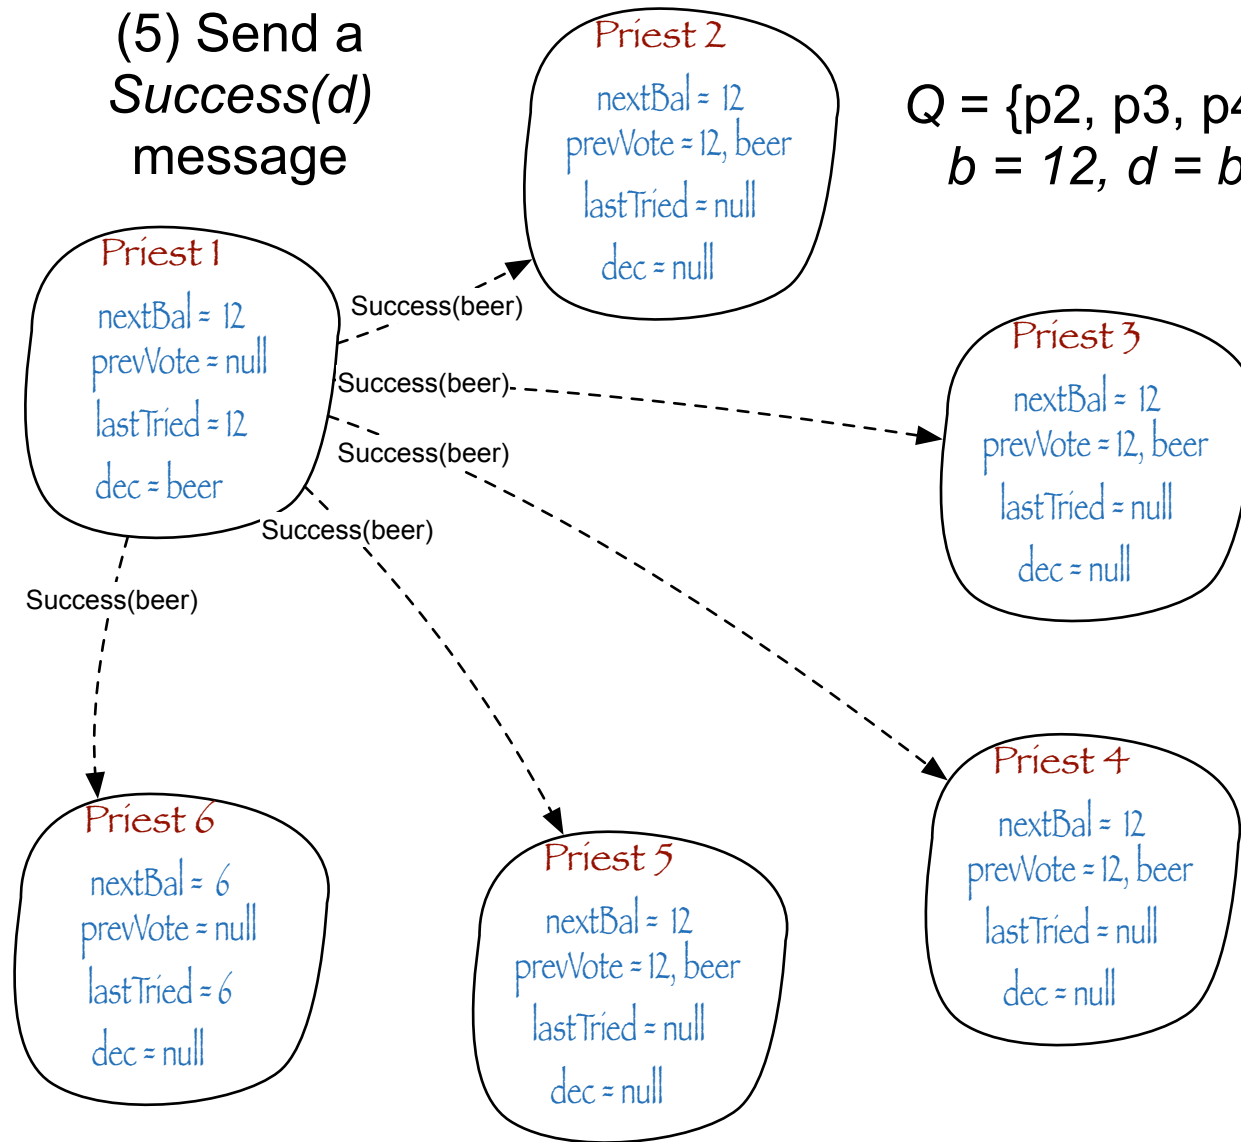 (5) Send a
Success(d)
message
Q = {p2, p3, p4
b = 12, d = b
Priest 2
nextBal = 12
prevVote = 12, beer
lastTried = null
dec = null
Priest 1
nextBal = 12
prevVote = null
lastTried = 12
dec = beer
Success(beer)
Success(beer)
Success(beer)
Success(beer)
Success(beer)
Priest 3
nextBal = 12
prevVote = 12, beer
lastTried = null
dec = null
Priest 4
nextBal = 12
prevVote = 12, beer
lastTried = null
dec = null
Priest 6
nextBal = 6
prevVote = null
lastTried = 6
dec = null
Priest 5
nextBal = 12
prevVote = 12, beer
lastTried = null
dec = null